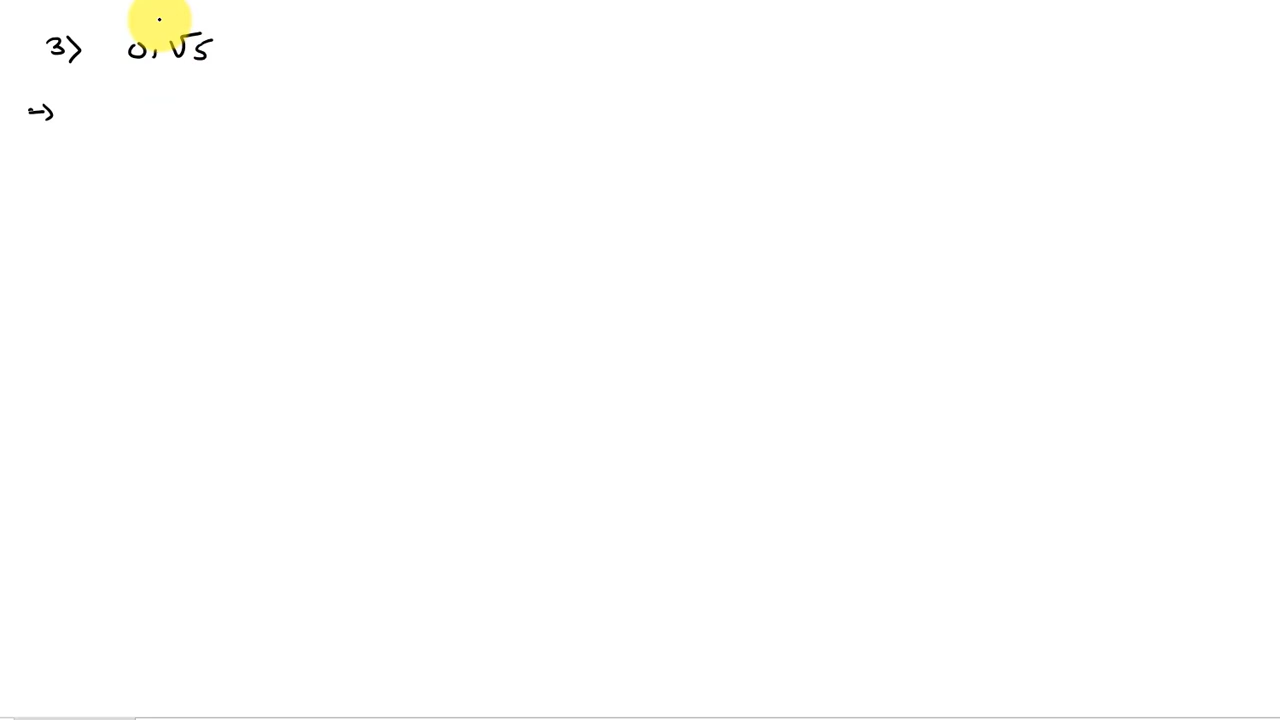 3) 0, √5
→